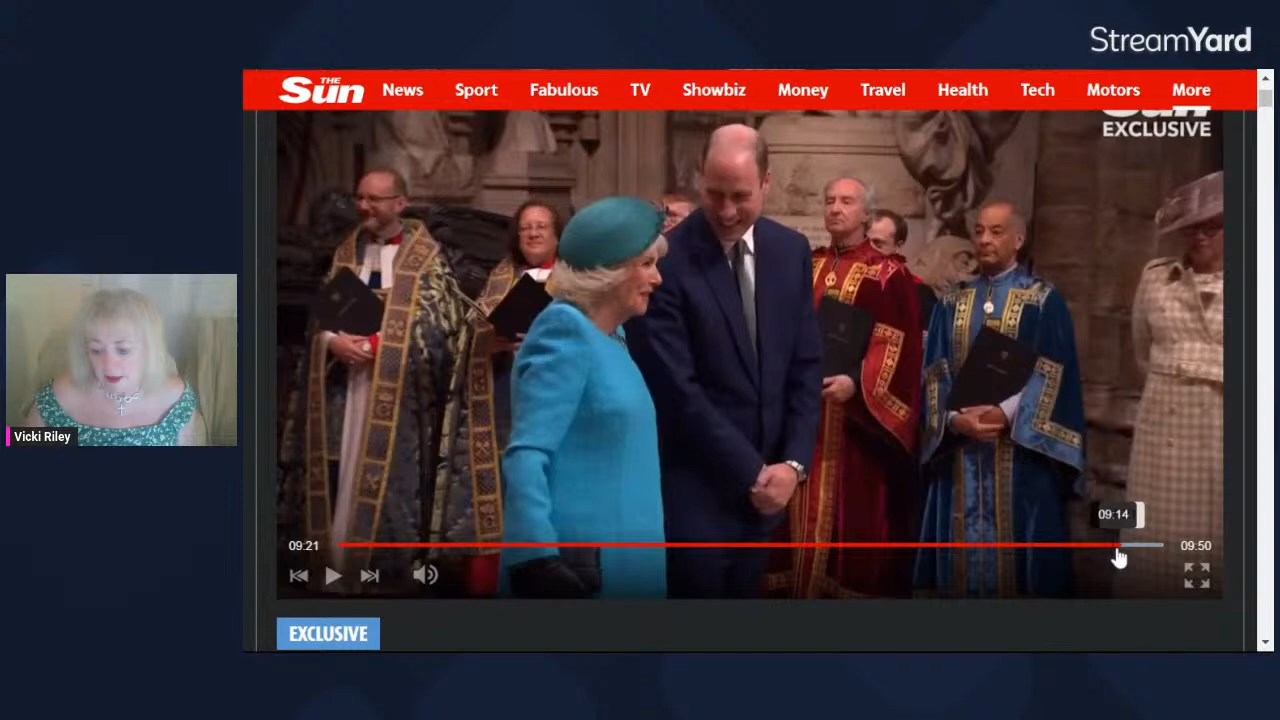 StreamYard
THE
Sun
News
Sport
Fabulous
TV
Showbiz
Money
Travel
Health
Tech
Motors
More
Sun
EXCLUSIVE
Vicki Riley
09:14
09:21
09:50
EXCLUSIVE